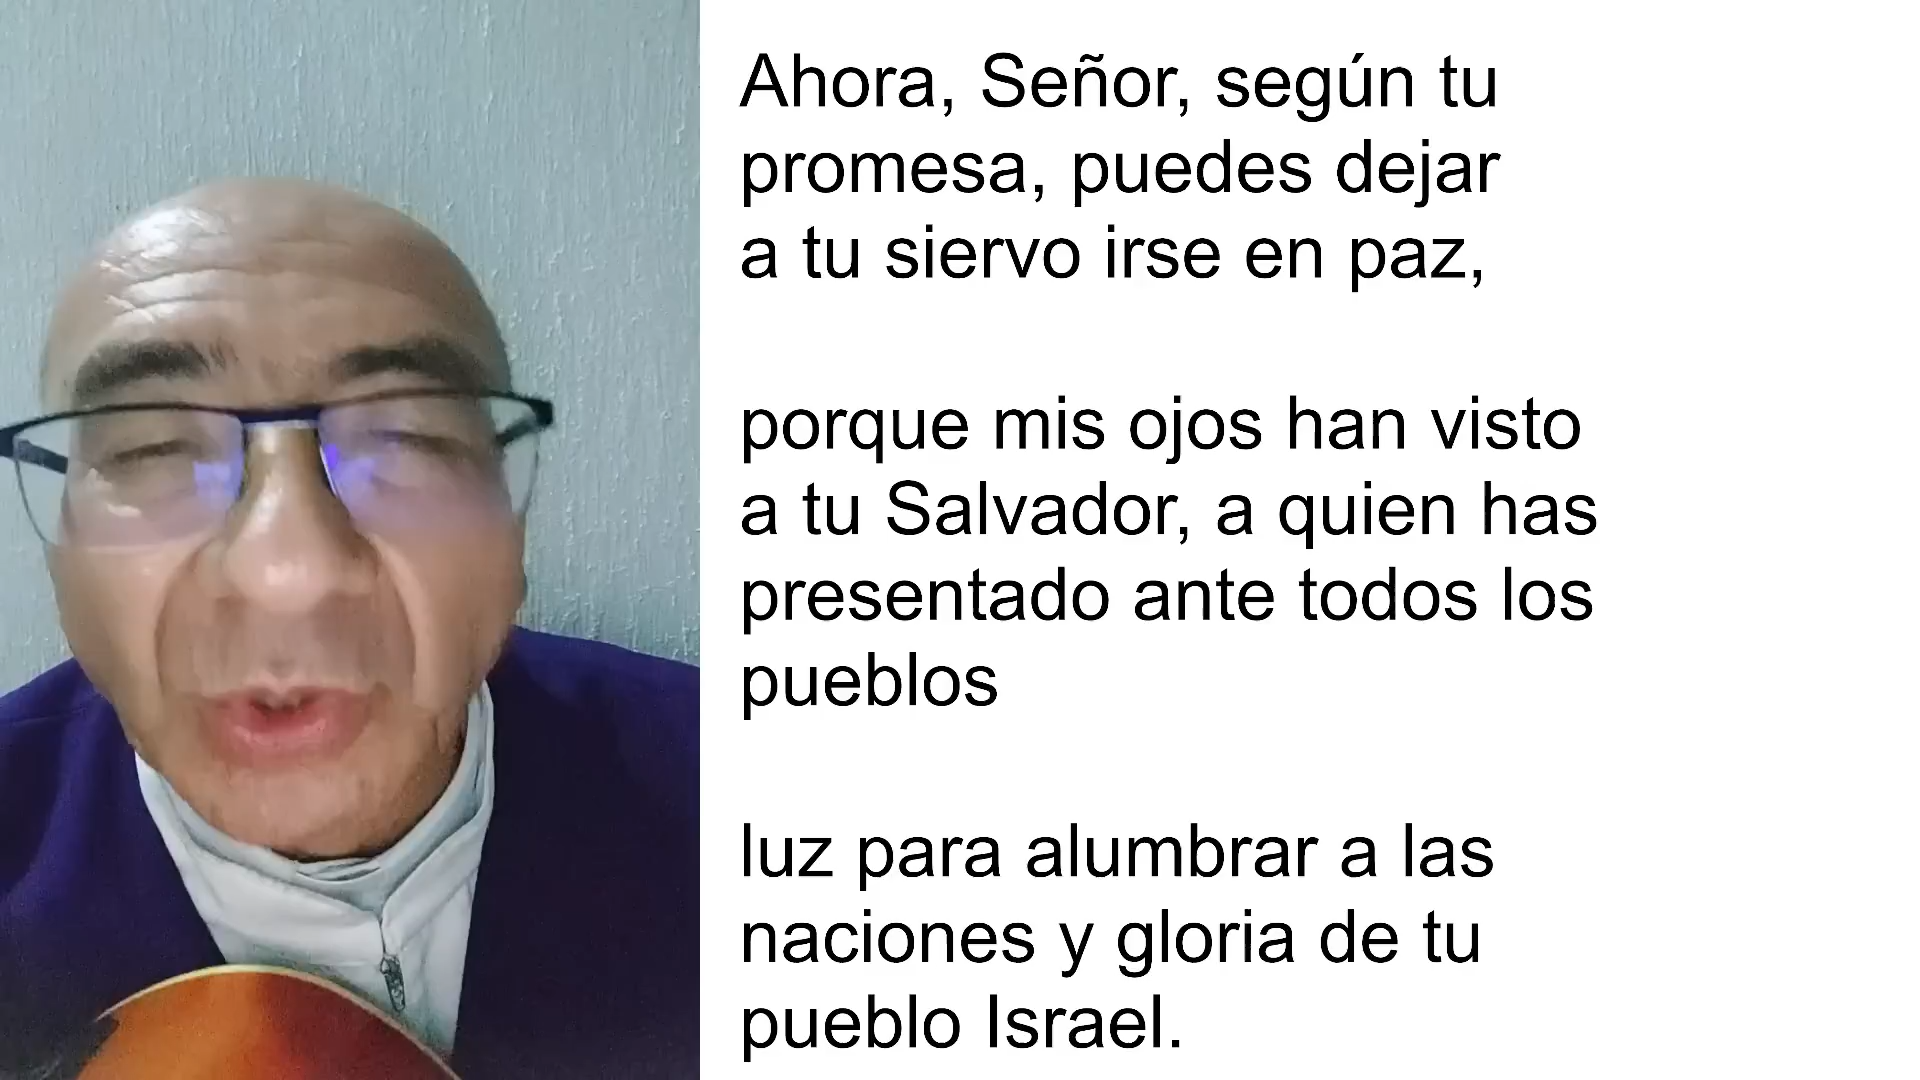 Ahora, Señor, según tu
promesa, puedes dejar
a tu siervo irse en paz,
porque mis ojos han visto
a tu Salvador, a quien has
presentado ante todos los
pueblos
luz para alumbrar a las
naciones y gloria de tu
pueblo Israel.